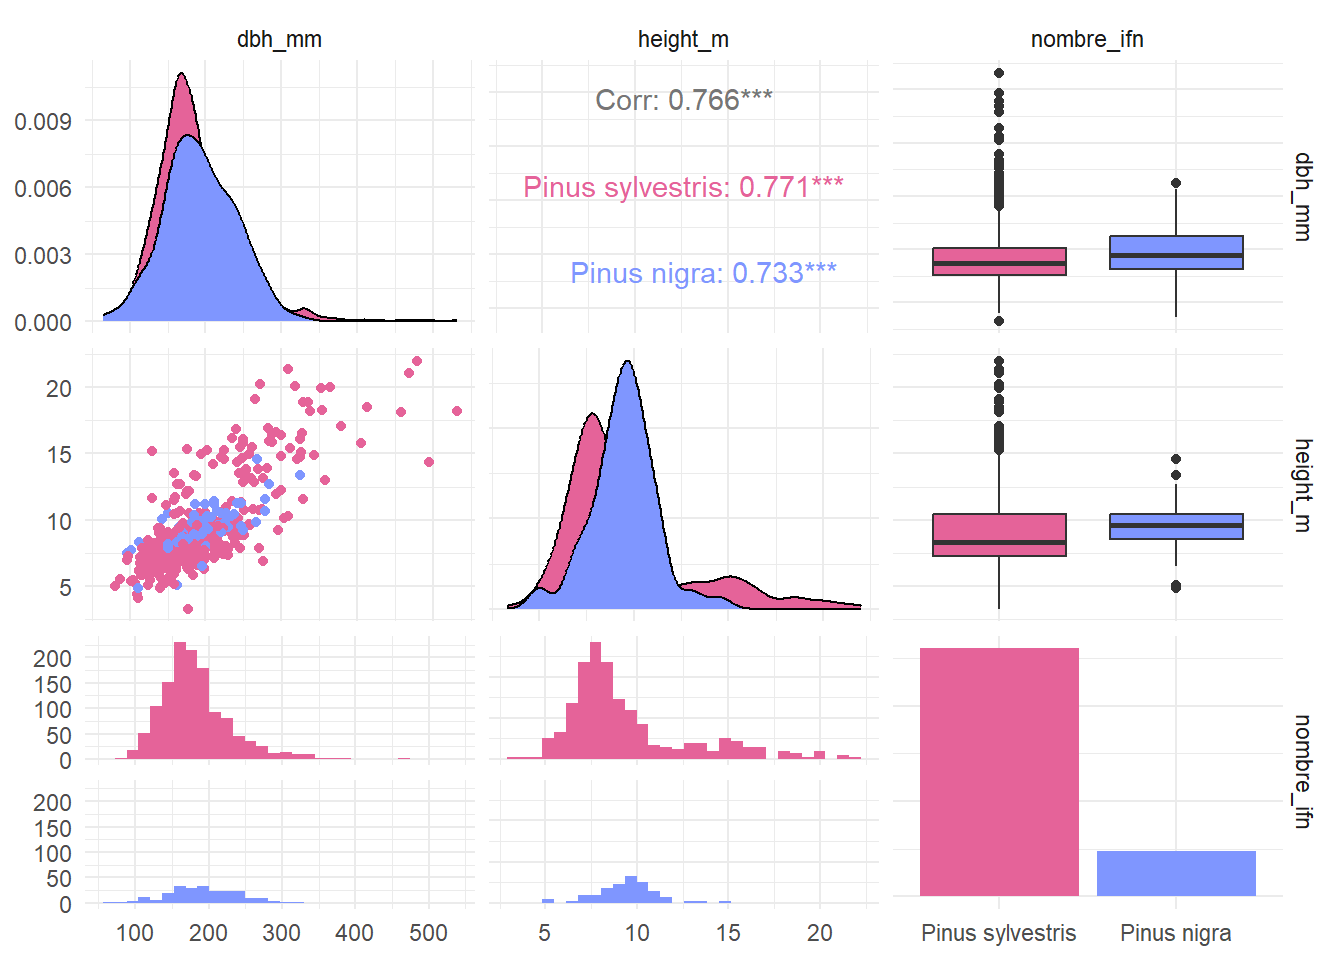 dbh_mm height_m nombre_ifn
0.009
0.006
0.003
0.000
Corr: 0.766***
Pinus sylvestris: 0.771***
Pinus nigra: 0.733***
dbh_mm
20
15
10
5
height_m
200
150
100
50
0
200
150
100
50
0
nombre_ifn
100 200 300 400 500
5 10 15 20
Pinus sylvestris Pinus nigra